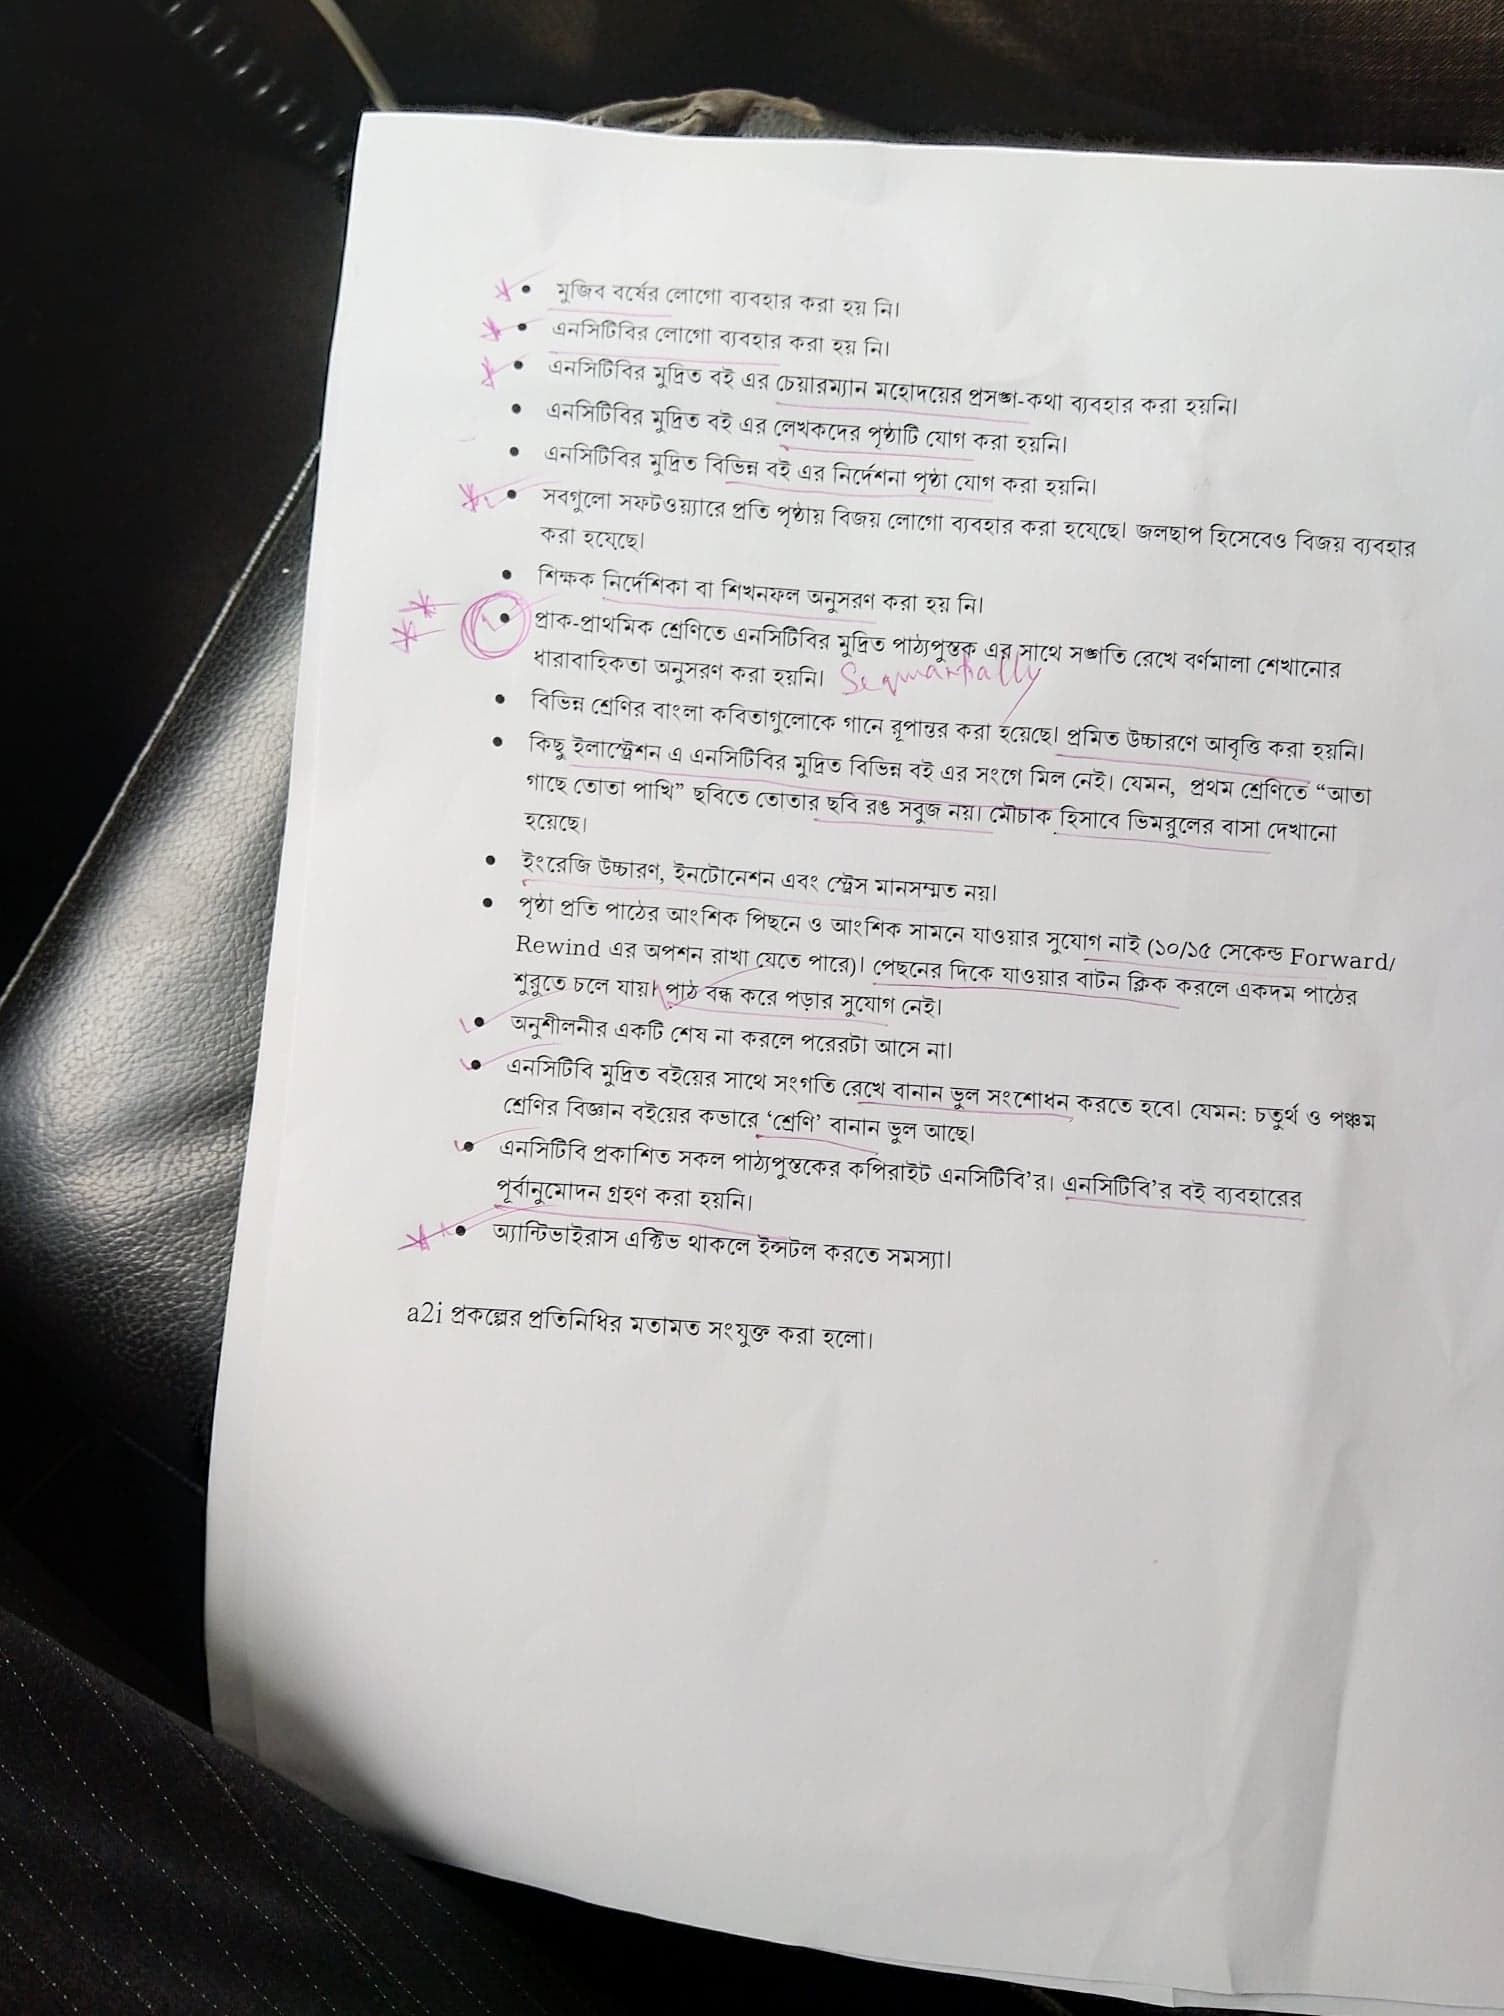 • মুজিব বর্ষের লোগো ব্যবহার করা হয় নি।
• এনসিটিবির লোগো ব্যবহার করা হয় নি।
• এনসিটিবির মুদ্রিত বই এর চেয়ারম্যান মহোদয়ের প্রসঙ্গ-কথা ব্যবহার করা হয়নি।
• এনসিটিবির মুদ্রিত বই এর লেখকদের পৃষ্ঠাটি যোগ করা হয়নি।
• এনসিটিবির মুদ্রিত বিভিন্ন বই এর নির্দেশনা পৃষ্ঠা যোগ করা হয়নি।
• সবগুলো সফটওয়্যারে প্রতি পৃষ্ঠায় বিজয় লোগো ব্যবহার করা হয়েছে। জলছাপ হিসেবেও বিজয় ব্যবহার
করা হয়েছে।
• শিক্ষক নির্দেশিকা বা শিখনফল অনুসরণ করা হয় নি।
• প্রাক-প্রাথমিক শ্রেণিতে এনসিটিবির মুদ্রিত পাঠ্যপুস্তক এর সাথে সঙ্গতি রেখে বর্ণমালা শেখানোর
ধারাবাহিকতা অনুসরণ করা হয়নি।
• বিভিন্ন শ্রেণির বাংলা কবিতাগুলোকে গানে রূপান্তর করা হয়েছে। প্রমিত উচ্চারণে আবৃত্তি করা হয়নি।
• কিছু ইলাস্ট্রেশন এ এনসিটিবির মুদ্রিত বিভিন্ন বই এর সংগে মিল নেই। যেমন, প্রথম শ্রেণিতে “আতা
গাছে তোতা পাখি” ছবিতে তোতার ছবি রঙ সবুজ নয়। মৌচাক হিসাবে ভিমরুলের বাসা দেখানো
হয়েছে।
• ইংরেজি উচ্চারণ, ইনটোনেশন এবং স্ট্রেস মানসম্মত নয়।
• পৃষ্ঠা প্রতি পাঠের আংশিক পিছনে ও আংশিক সামনে যাওয়ার সুযোগ নাই (১০/১৫ সেকেন্ড Forward/
Rewind এর অপশন রাখা যেতে পারে)। পেছনের দিকে যাওয়ার বাটন ক্লিক করলে একদম পাঠের
শুরুতে চলে যায়। পাঠ বন্ধ করে পড়ার সুযোগ নেই।
• অনুশীলনীর একটি শেষ না করলে পরেরটা আসে না।
• এনসিটিবি মুদ্রিত বইয়ের সাথে সংগতি রেখে বানান ভুল সংশোধন করতে হবে। যেমন: চতুর্থ ও পঞ্চম
শ্রেণির বিজ্ঞান বইয়ের কভারে ‘শ্রেণি’ বানান ভুল আছে।
• এনসিটিবি প্রকাশিত সকল পাঠ্যপুস্তকের কপিরাইট এনসিটিবি’র। এনসিটিবি’র বই ব্যবহারের
পূর্বানুমোদন গ্রহণ করা হয়নি।
• অ্যান্টিভাইরাস এক্টিভ থাকলে ইন্সটল করতে সমস্যা।
a2i প্রকল্পের প্রতিনিধির মতামত সংযুক্ত করা হলো।